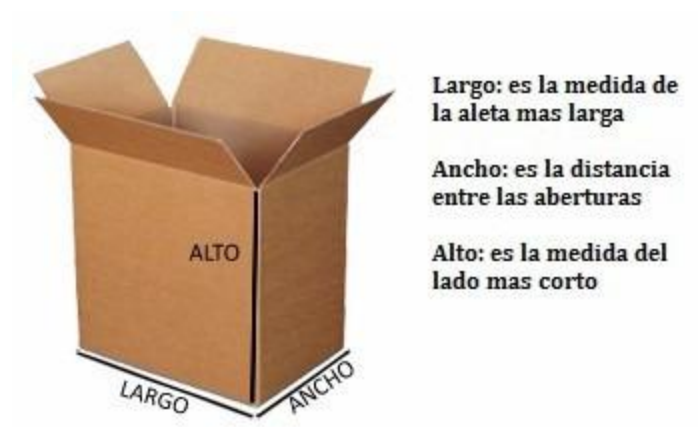 Largo: es la medida de
la aleta mas larga
Ancho: es la distancia
entre las aberturas
Alto: es la medida del
lado mas corto
ALTO
LARGO
ANCHO